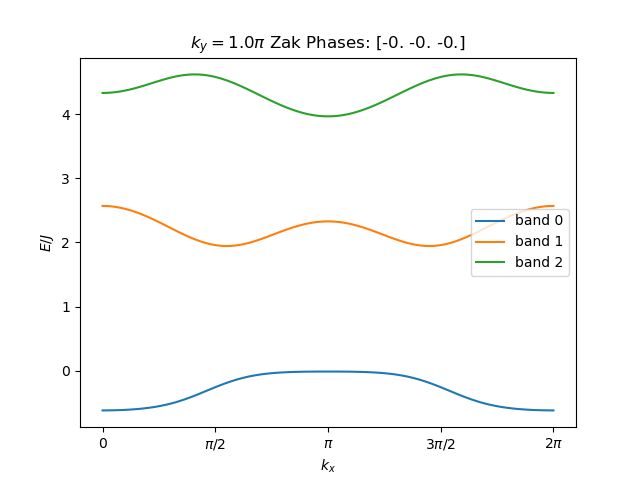 $k_y = 1.0\pi$ Zak Phases: [-0. -0. -0.]
E/J
4
3
2
1
0
band 0
band 1
band 2
0
π/2
π
3π/2
2π
$k_x$